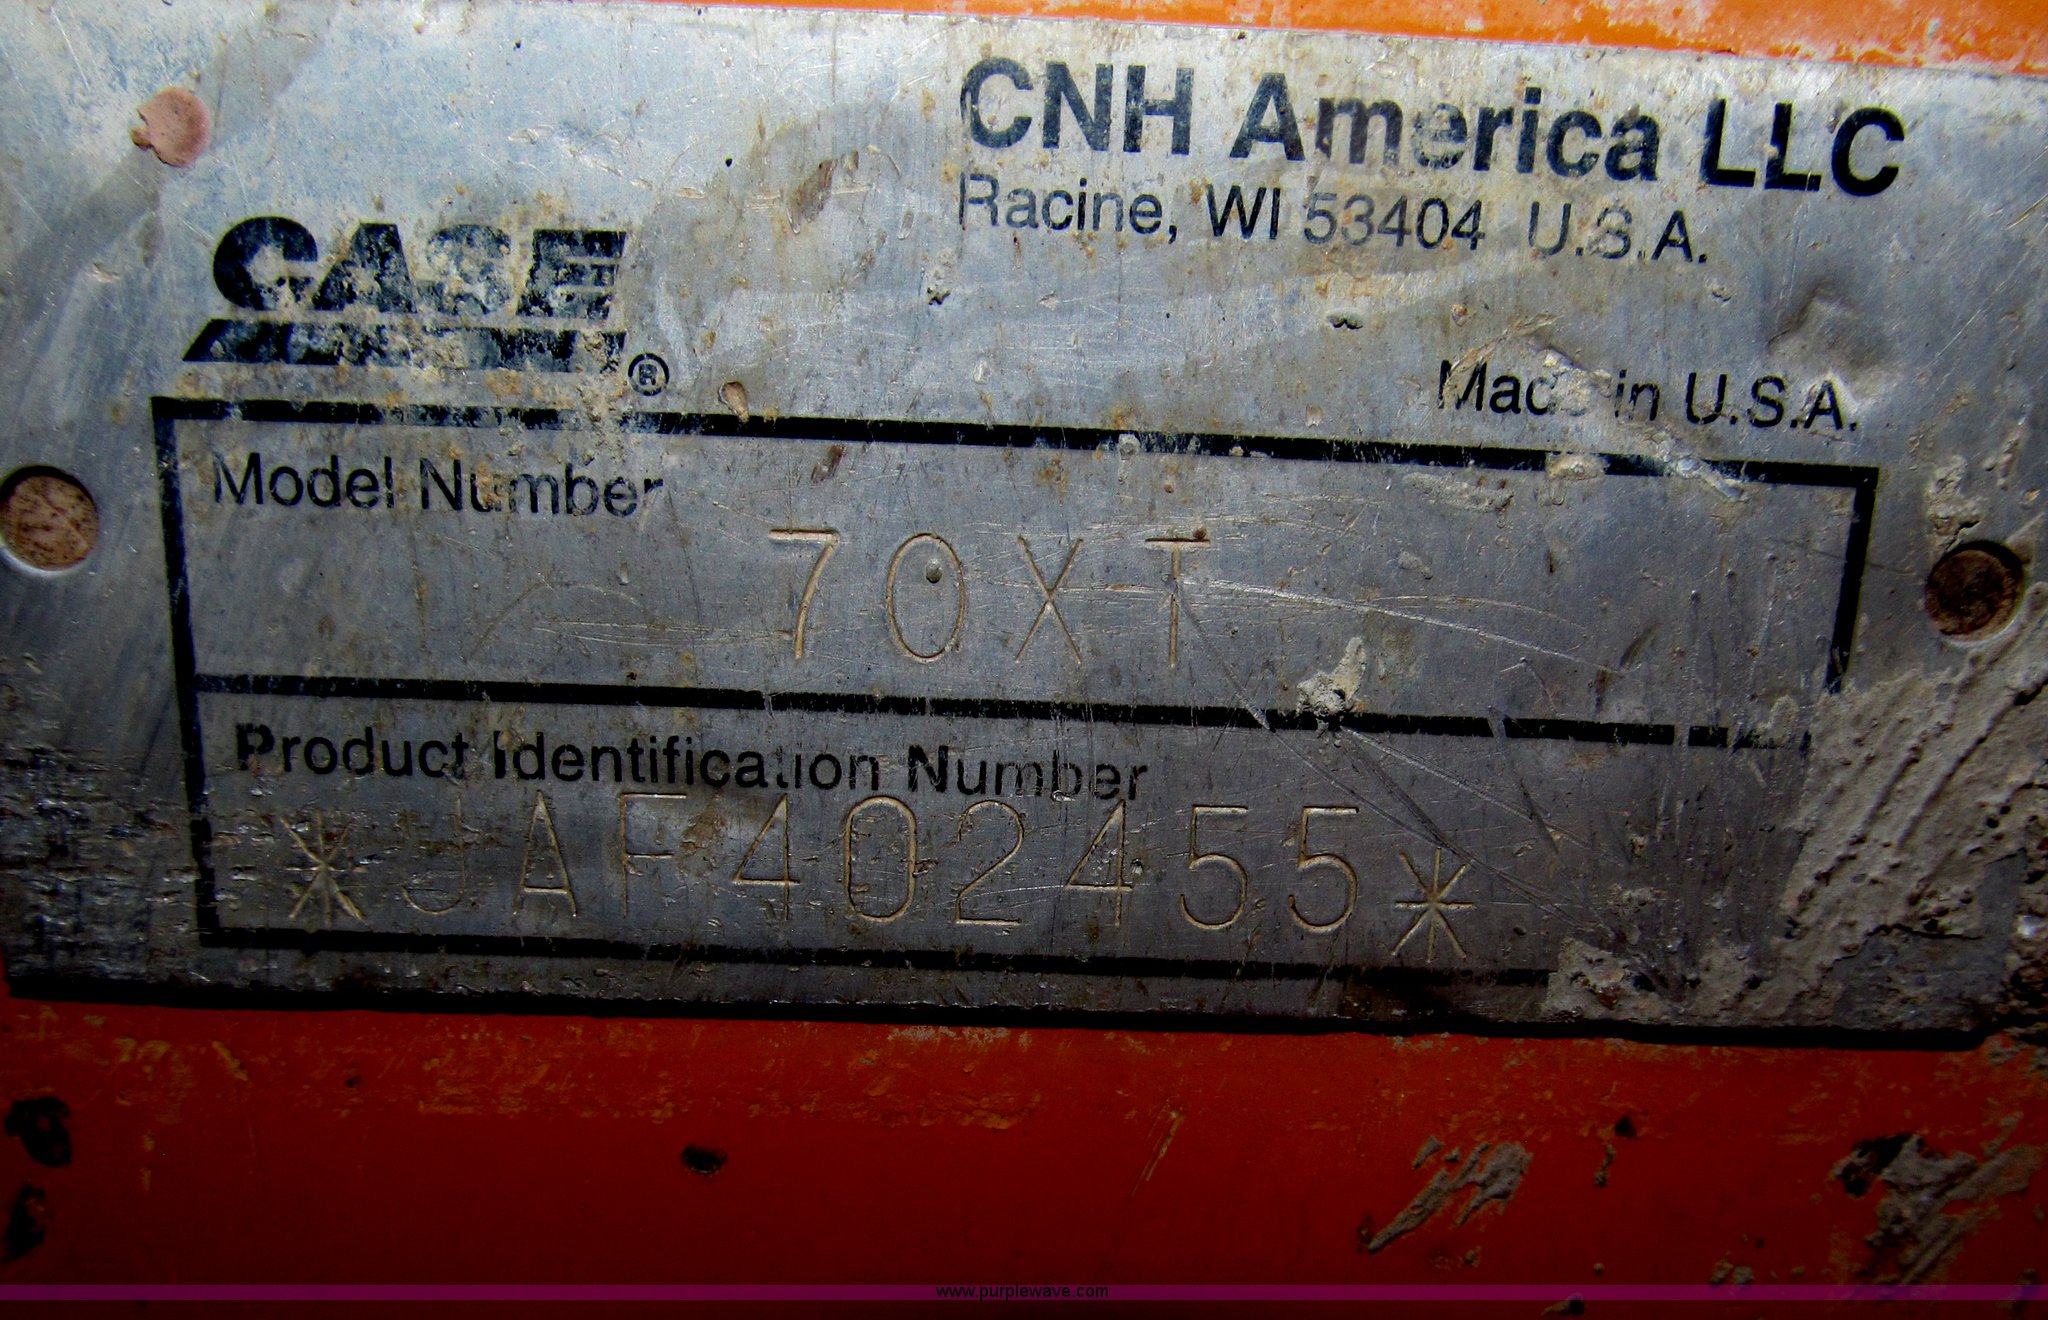 CNH America LLC
Racine, WI 53404 U.S.A.
CASE
®
Made in U.S.A.
Model Number
70XT
Product Identification Number
*JAF402455*
www.purplewave.com